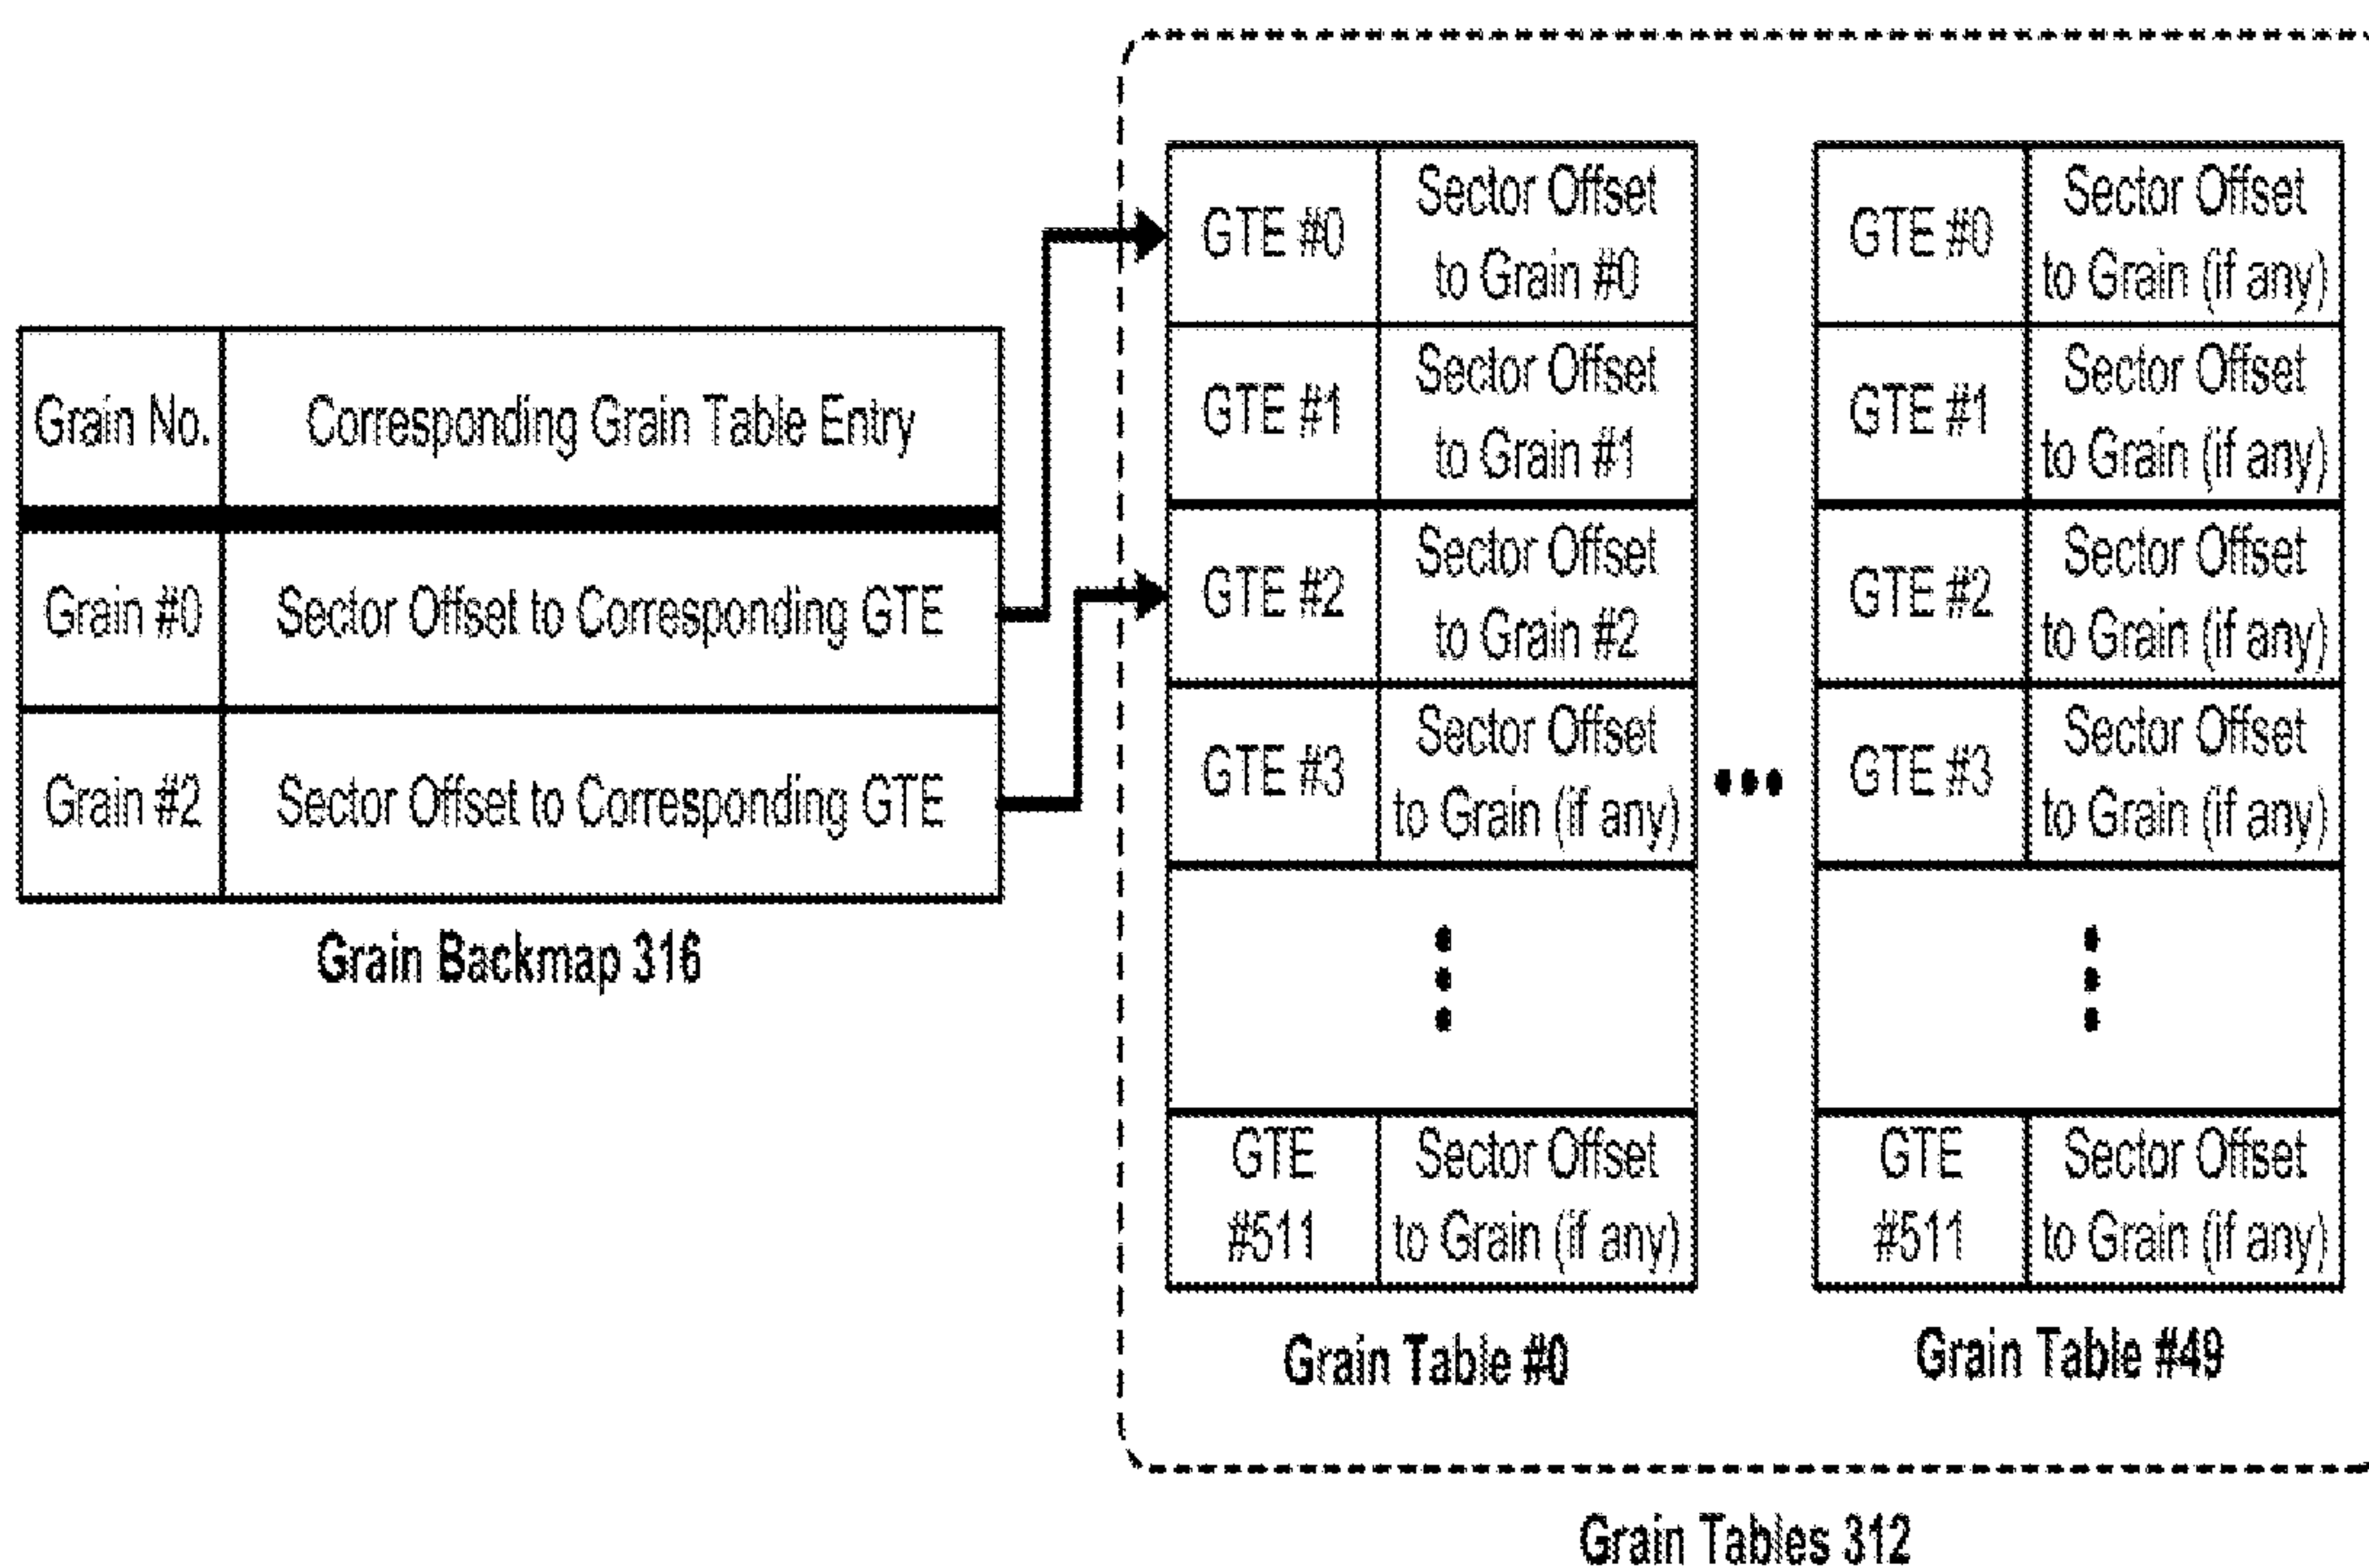 Grain No.
Corresponding Grain Table Entry
Grain #0
Sector Offset to Corresponding GTE
Grain #2
Sector Offset to Corresponding GTE
Grain Backmap 316
GTE #0
Sector Offset
to Grain #0
GTE #1
Sector Offset
to Grain #1
GTE #2
Sector Offset
to Grain #2
GTE #3
Sector Offset
to Grain (if any)
GTE
#511
Sector Offset
to Grain (if any)
Grain Table #0
GTE #0
Sector Offset
to Grain (if any)
GTE #1
Sector Offset
to Grain (if any)
GTE #2
Sector Offset
to Grain (if any)
GTE #3
Sector Offset
to Grain (if any)
GTE
#511
Sector Offset
to Grain (if any)
Grain Table #49
Grain Tables 312